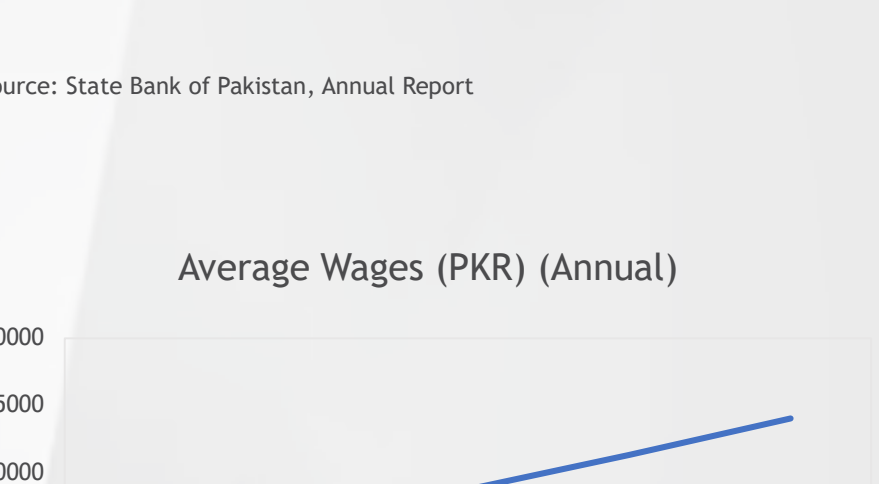 ource: State Bank of Pakistan, Annual Report
Average Wages (PKR) (Annual)
0000
5000
0000